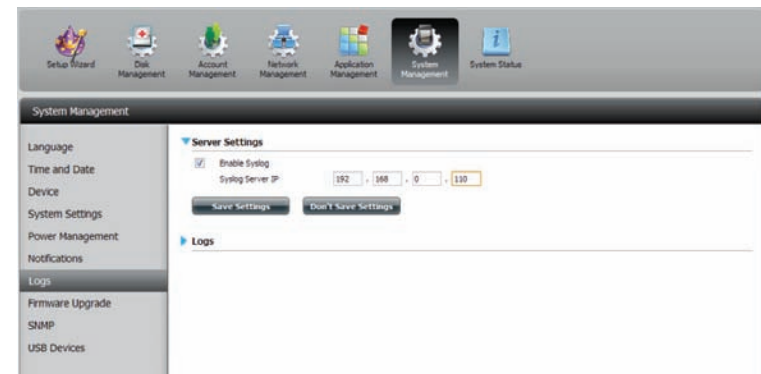 Setup Wizard
Disk
Management
Account
Management
Network
Management
Application
Management
System
Management
System Status
System Management
Language
Time and Date
Device
System Settings
Power Management
Notifications
Logs
Firmware Upgrade
SNMP
USB Devices
Server Settings
Enable Syslog
Syslog Server IP 192 . 168 . 0 . 110
Save Settings Don't Save Settings
Logs